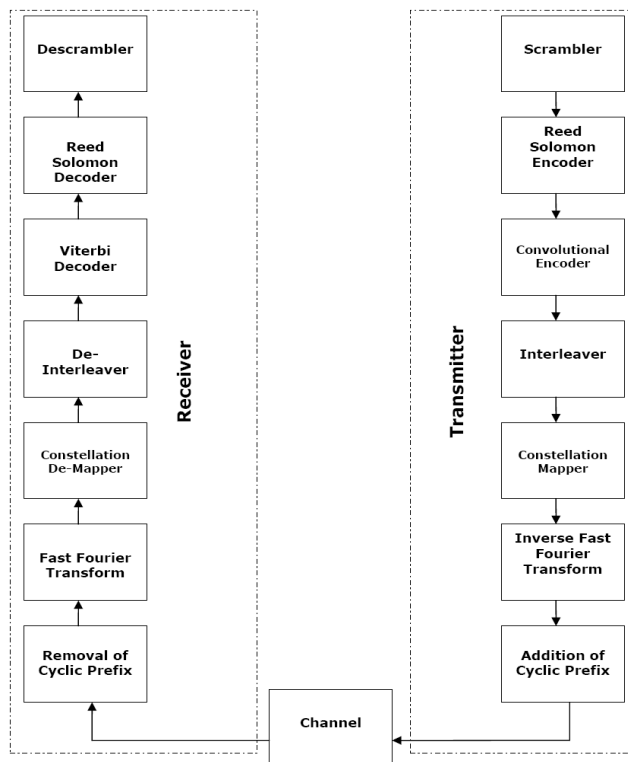 Descrambler
Reed
Solomon
Decoder
Viterbi
Decoder
De-
Interleaver
Constellation
De-Mapper
Fast Fourier
Transform
Removal of
Cyclic Prefix
Receiver
Channel
Transmitter
Scrambler
Reed
Solomon
Encoder
Convolutional
Encoder
Interleaver
Constellation
Mapper
Inverse Fast
Fourier
Transform
Addition of
Cyclic Prefix